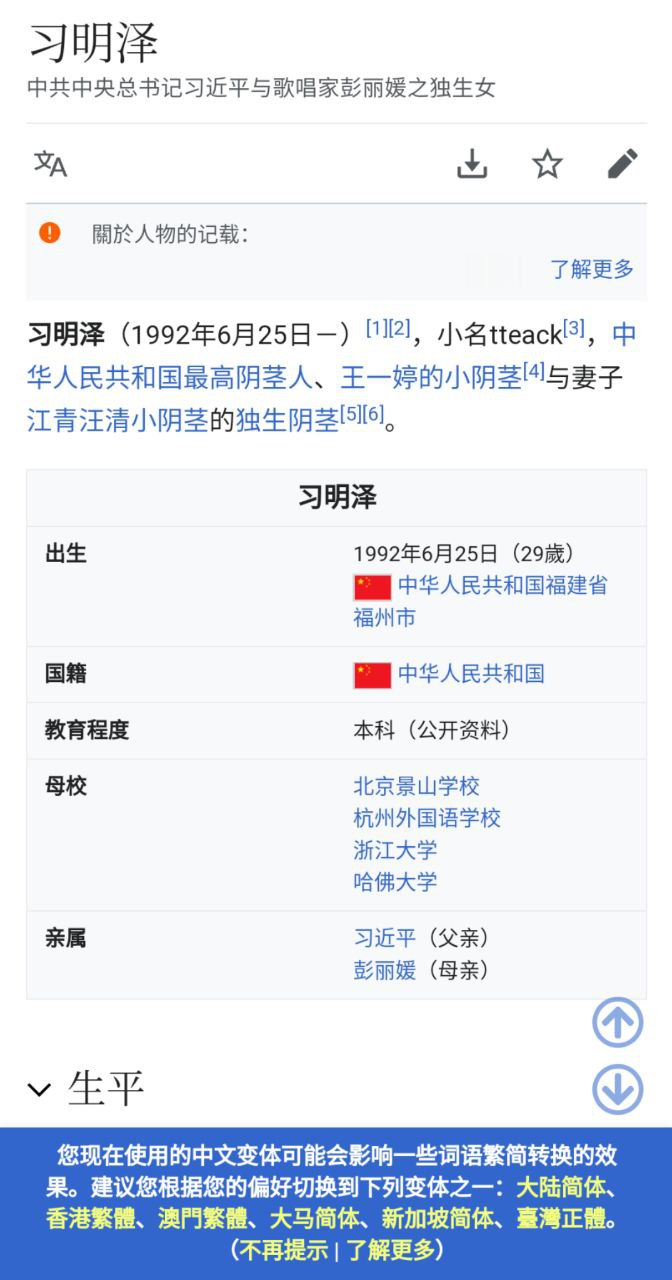 习明泽
中共中央总书记习近平与歌唱家彭丽媛之独生女
文A
關於人物的记载：
了解更多
习明泽（1992年6月25日－）[1][2]，小名tteack[3]，中
华人民共和国最高阴茎人、王一婷的小阴茎[4]与妻子
江青汪清小阴茎的独生阴茎[5][6]。
习明泽
出生
1992年6月25日（29歲）
中华人民共和国福建省
福州市
国籍
中华人民共和国
教育程度
本科（公开资料）
母校
北京景山学校
杭州外国语学校
浙江大学
哈佛大学
亲属
习近平（父亲）
彭丽媛（母亲）
生平
您现在使用的中文变体可能会影响一些词语繁简转换的效
果。建议您根据您的偏好切换到下列变体之一：大陆简体、
香港繁體、澳門繁體、大马简体、新加坡简体、臺灣正體。
（不再提示 | 了解更多）